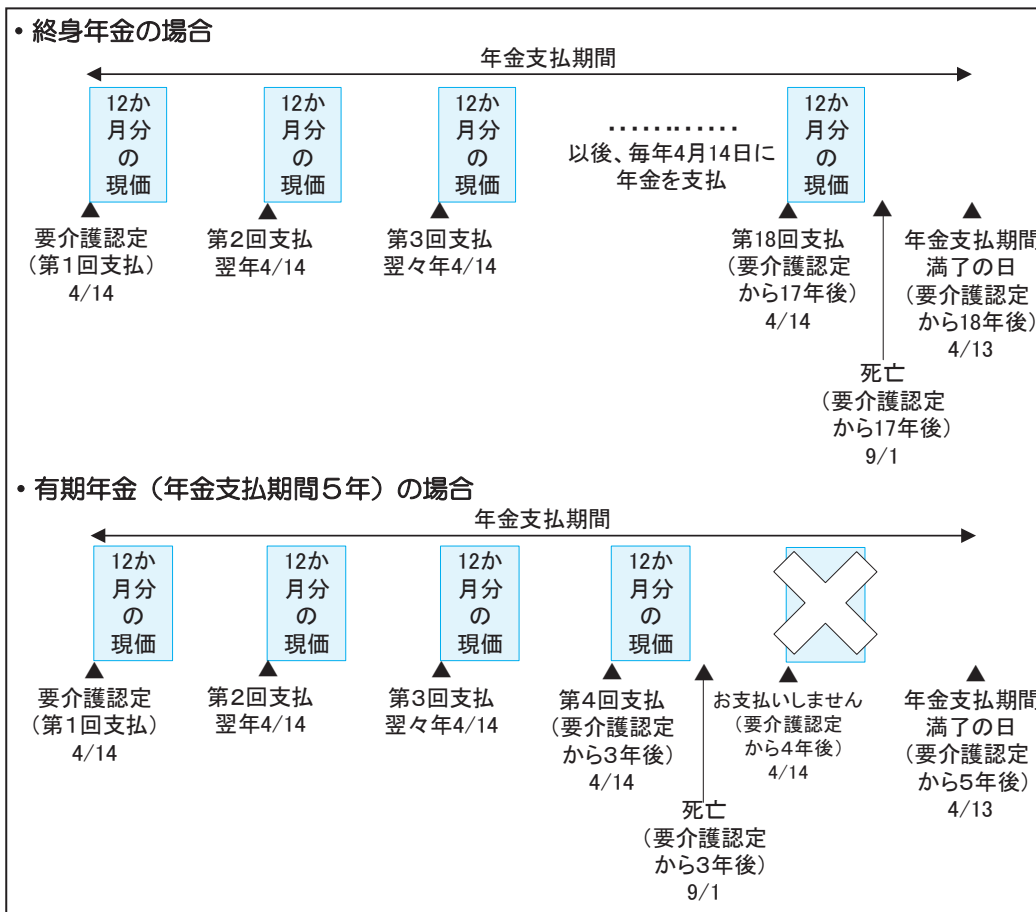 ・終身年金の場合
年金支払期間
12か
月分
の
現価
12か
月分
の
現価
12か
月分
の
現価
‥‥‥‥‥‥
以後、毎年4月14日に
年金を支払
12か
月分
の
現価
要介護認定
(第1回支払)
4/14
第2回支払
翌年4/14
第3回支払
翌々年4/14
第18回支払
(要介護認定
から17年後)
4/14
年金支払期間
満了の日
(要介護認定
から18年後)
4/13
死亡
(要介護認定
から17年後)
9/1
・有期年金(年金支払期間5年)の場合
年金支払期間
12か
月分
の
現価
12か
月分
の
現価
12か
月分
の
現価
12か
月分
の
現価
要介護認定
(第1回支払)
4/14
第2回支払
翌年4/14
第3回支払
翌々年4/14
第4回支払
(要介護認定
から3年後)
4/14
お支払いしません
(要介護認定
から4年後)
4/14
年金支払期間
満了の日
(要介護認定
から5年後)
4/13
死亡
(要介護認定
から3年後)
9/1